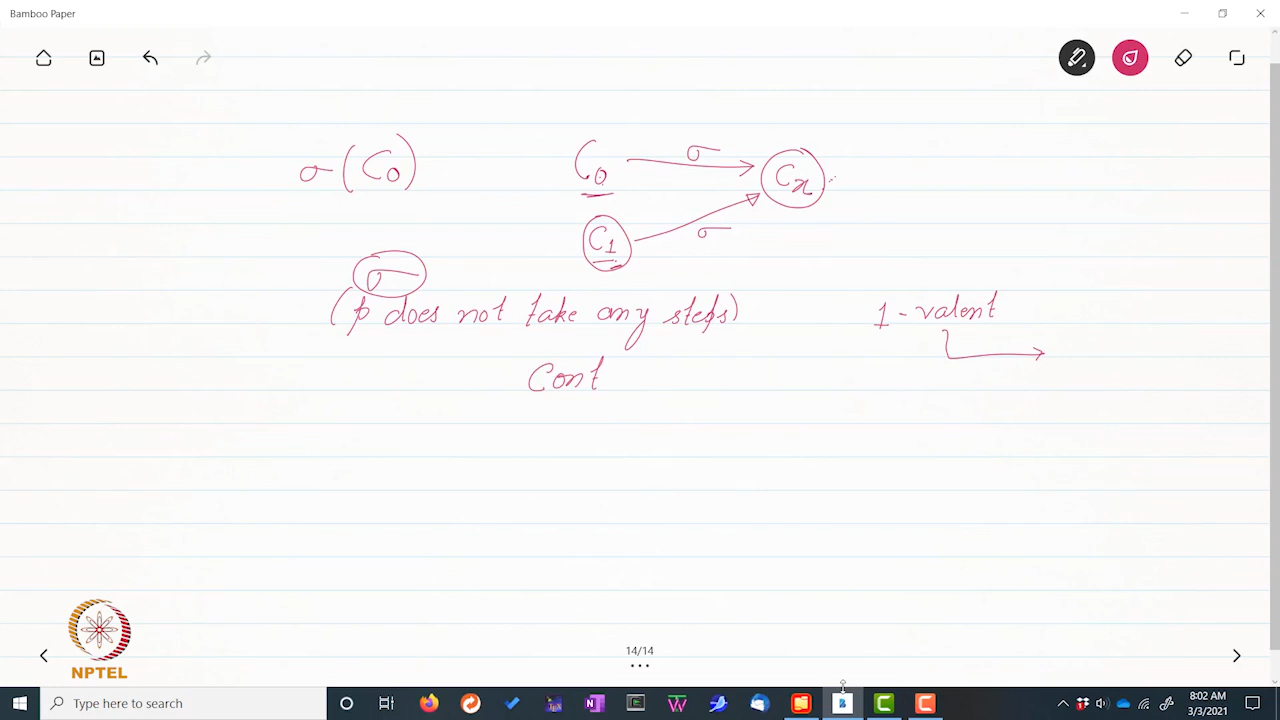 Bamboo Paper
σ (C0)
C0 σ Cx
C1 σ
σ
(p does not take any steps)
1 - valent
Cont
NPTEL
14/14
Type here to search
8:02 AM
3/3/2021